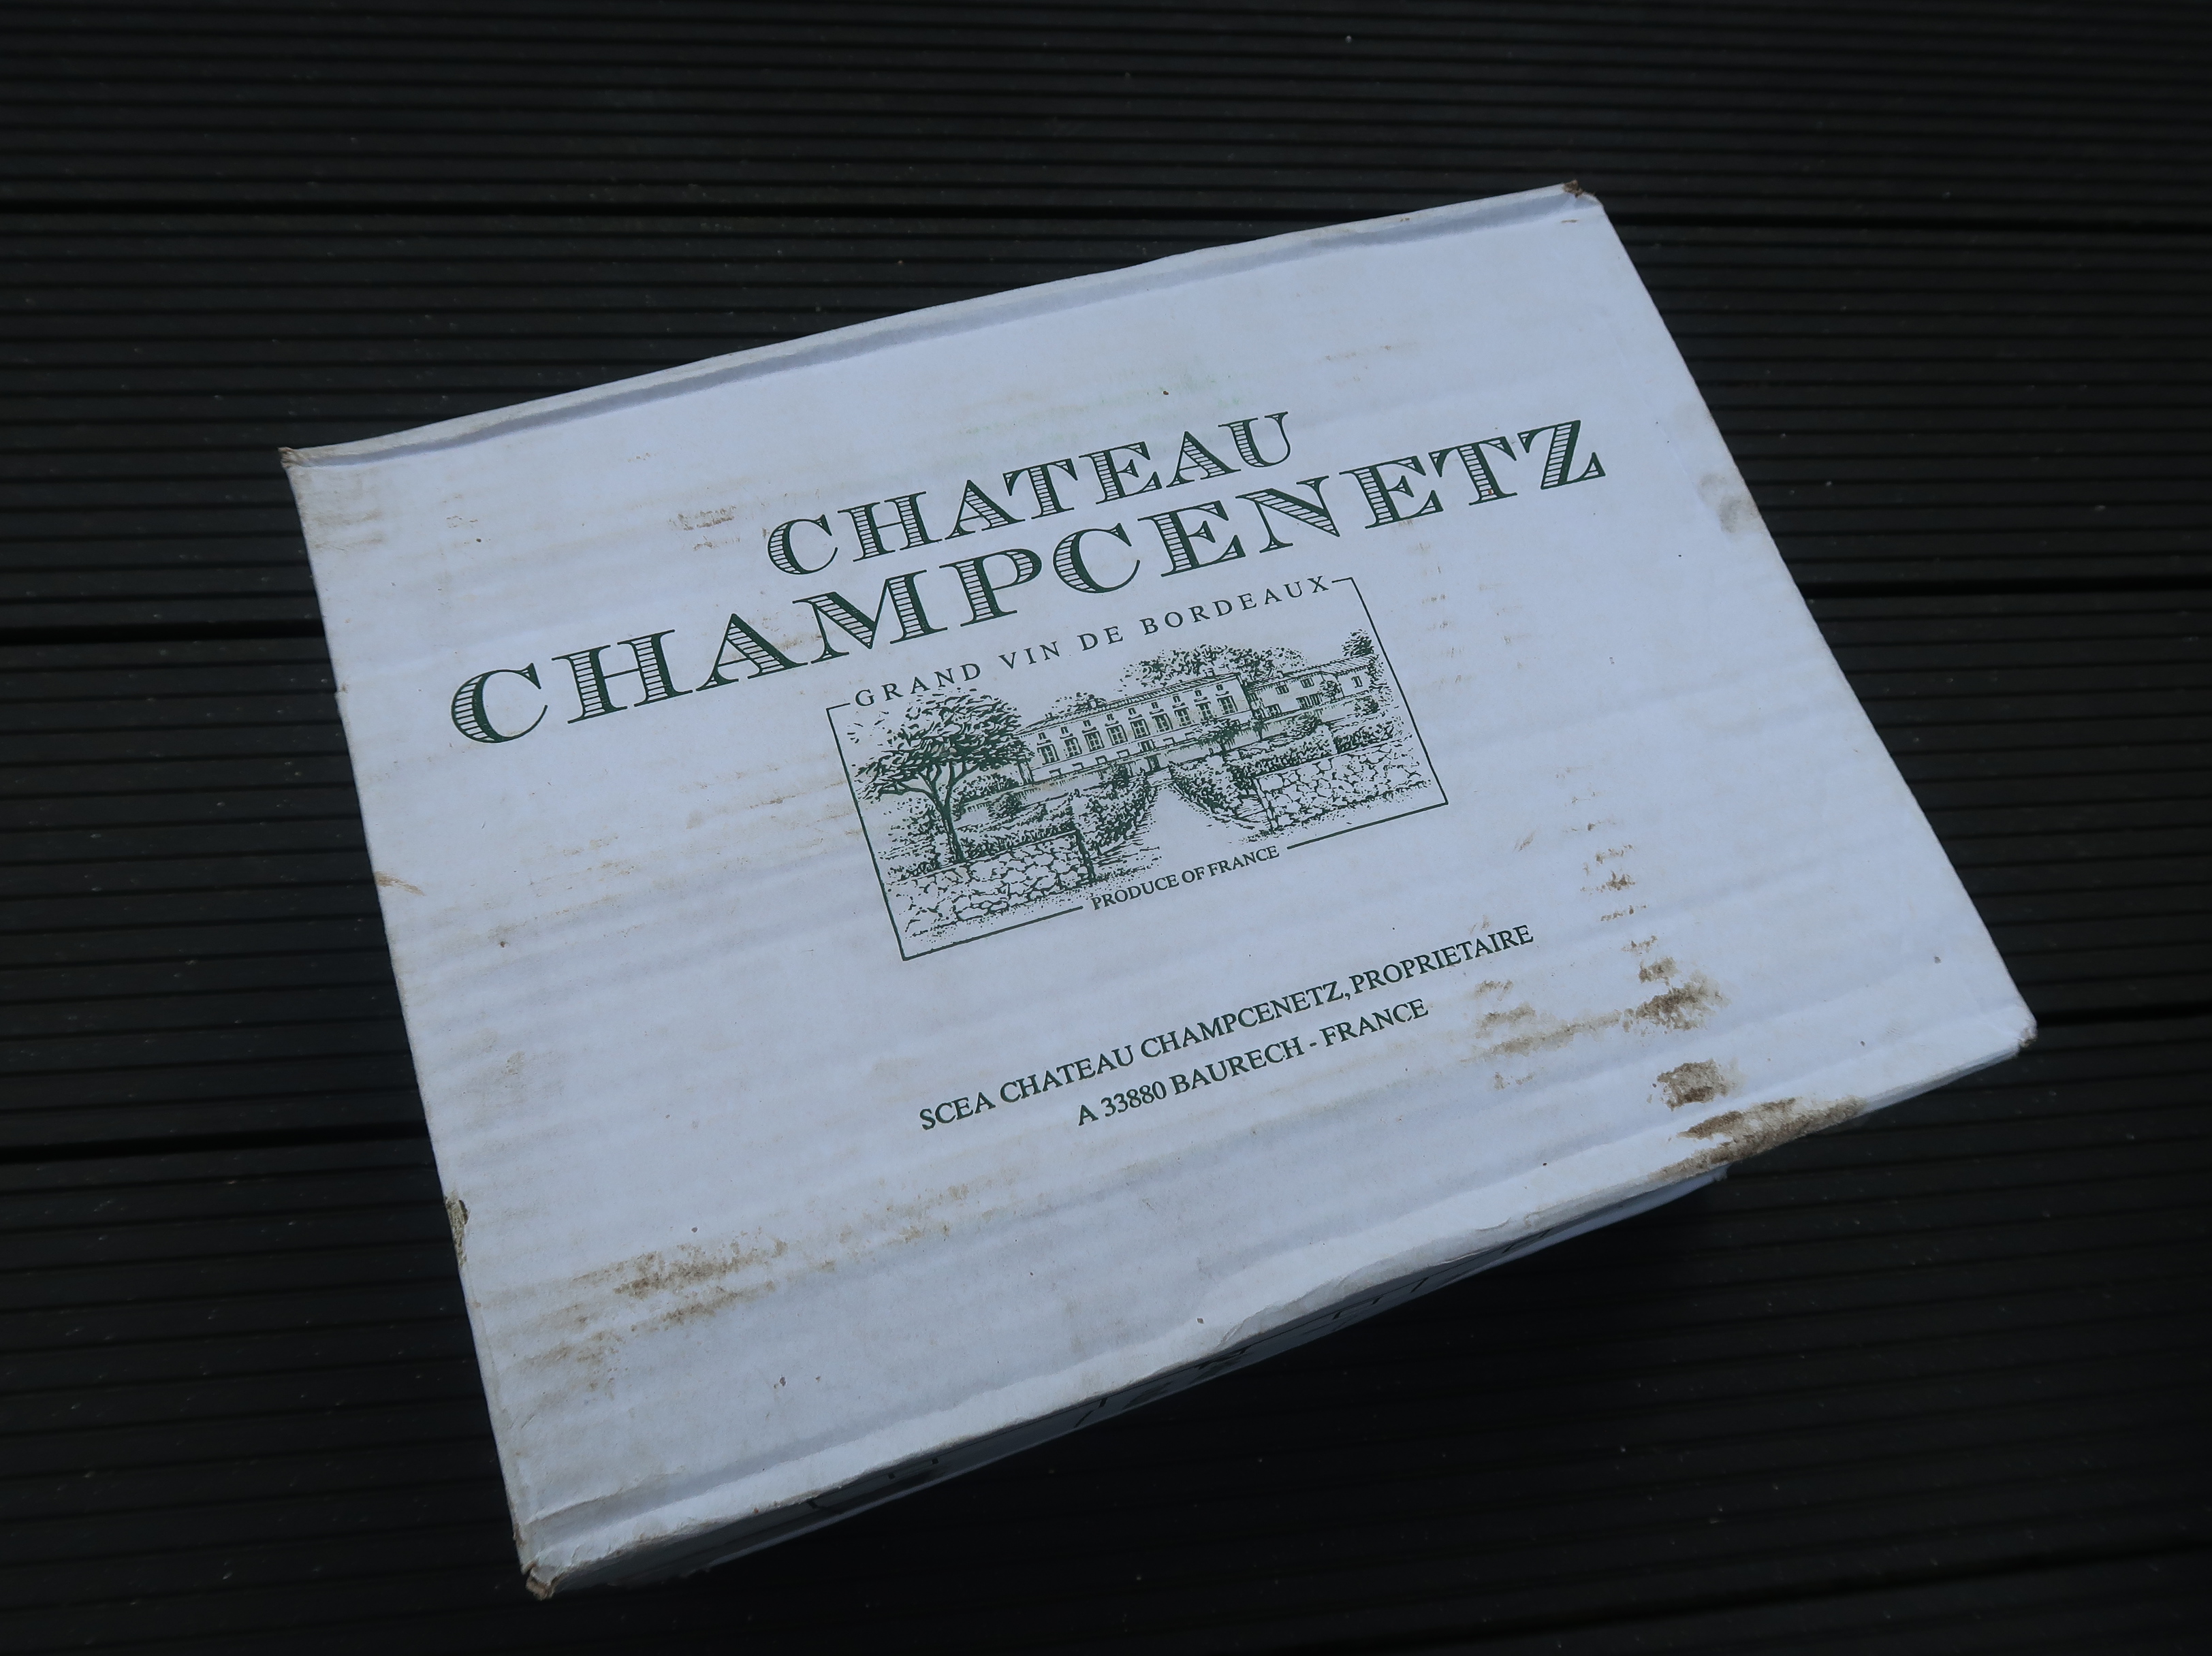 CHATEAU
CHAMPCENETZ
GRAND VIN DE BORDEAUX
PRODUCE OF FRANCE
SCEA CHATEAU CHAMPCENETZ, PROPRIETAIRE
A 33880 BAURECH - FRANCE